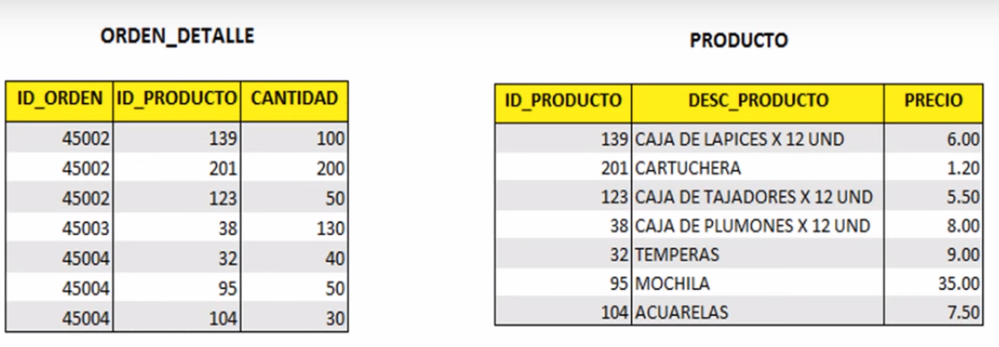 ORDEN_DETALLE
ID_ORDEN ID_PRODUCTO CANTIDAD
45002 139 100
45002 201 200
45002 123 50
45003 38 130
45004 32 40
45004 95 50
45004 104 30
PRODUCTO
ID_PRODUCTO DESC_PRODUCTO PRECIO
139 CAJA DE LAPICES X 12 UND 6.00
201 CARTUCHERA 1.20
123 CAJA DE TAJADORES X 12 UND 5.50
38 CAJA DE PLUMONES X 12 UND 8.00
32 TEMPERAS 9.00
95 MOCHILA 35.00
104 ACUARELAS 7.50